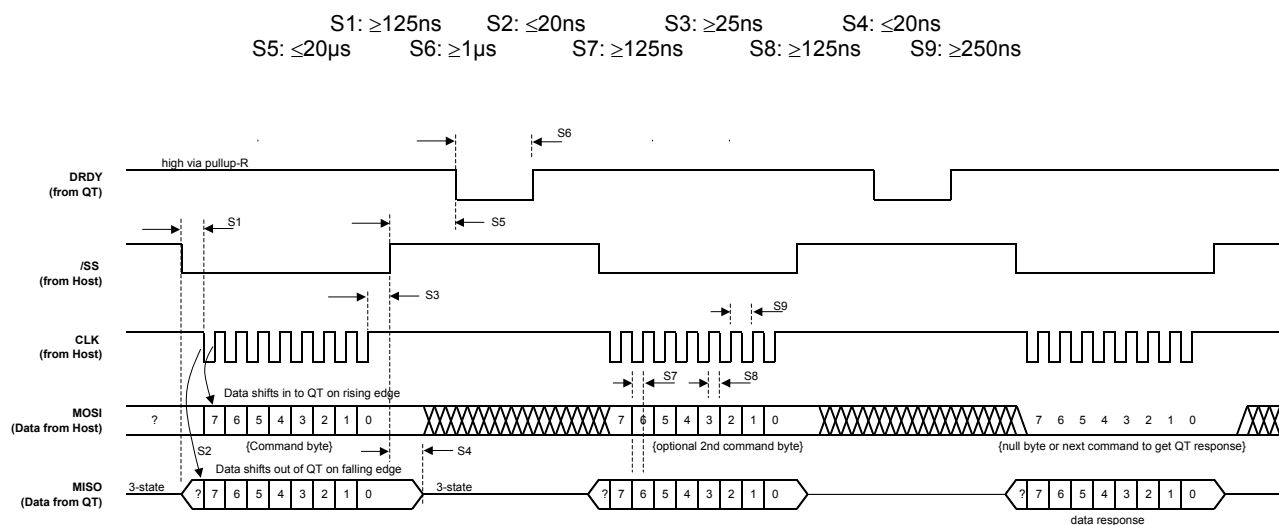 S1: ≥125ns S2: ≤20ns S3: ≥25ns S4: ≤20ns
S5: ≤20µs S6: ≥1µs S7: ≥125ns S8: ≥125ns S9: ≥250ns
S6
high via pullup-R
DRDY
(from QT)
S1
S5
/SS
(from Host)
S3
S9
CLK
(from Host)
S7
S8
Data shifts in to QT on rising edge
MOSI
(Data from Host)
? 7 6 5 4 3 2 1 0 7 6 5 4 3 2 1 0 7 6 5 4 3 2 1 0
{Command byte} {optional 2nd command byte} {null byte or next command to get QT response}
S2
S4
Data shifts out of QT on falling edge
MISO
(Data from QT)
3-state ? 7 6 5 4 3 2 1 0 3-state ? 7 6 5 4 3 2 1 0 ? 7 6 5 4 3 2 1 0
data response